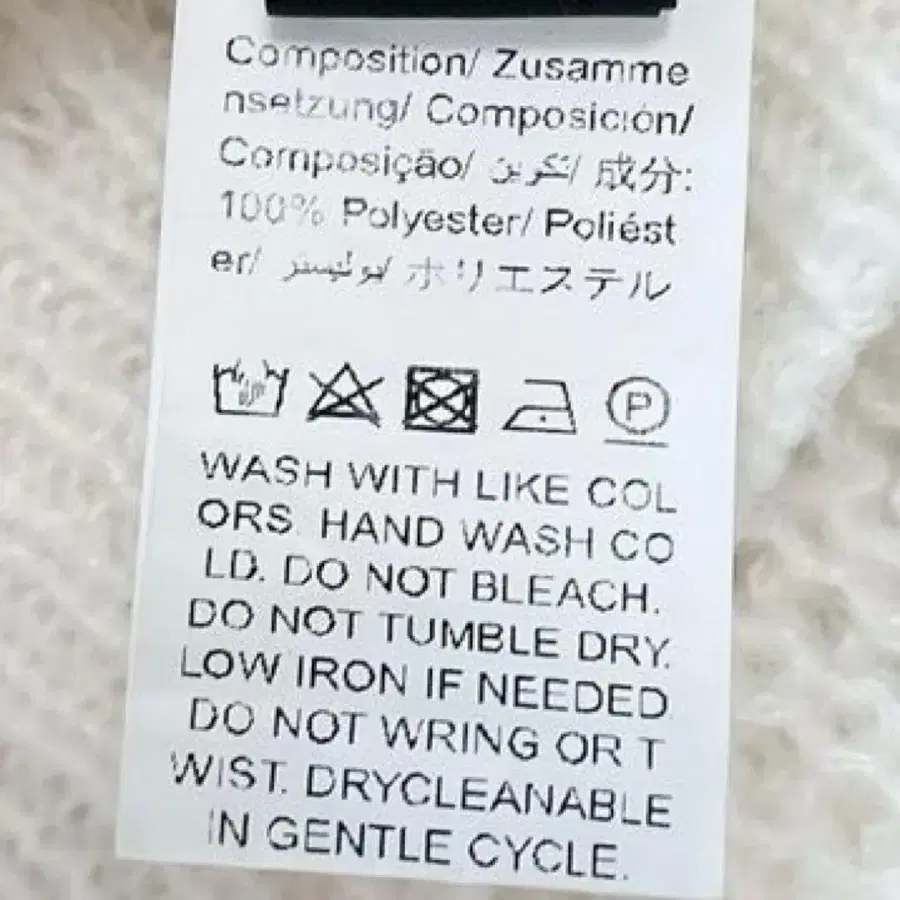 Composition/ Zusamme
nsetzung/ Composición/
Composição/ تكوين/ 成分:
100% Polyester/ Poliést
er/ بوليستر/ ポリエステル
P
WASH WITH LIKE COL
ORS. HAND WASH CO
LD. DO NOT BLEACH.
DO NOT TUMBLE DRY.
LOW IRON IF NEEDED
DO NOT WRING OR T
WIST. DRYCLEANABLE
IN GENTLE CYCLE.